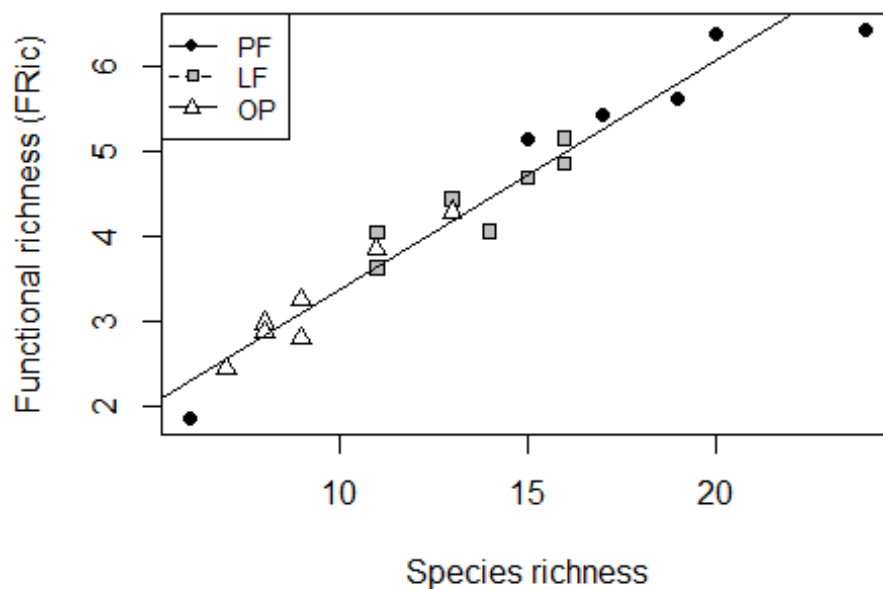 PF
LF
OP
Functional richness (FRic)
6
5
4
3
2
10 15 20
Species richness